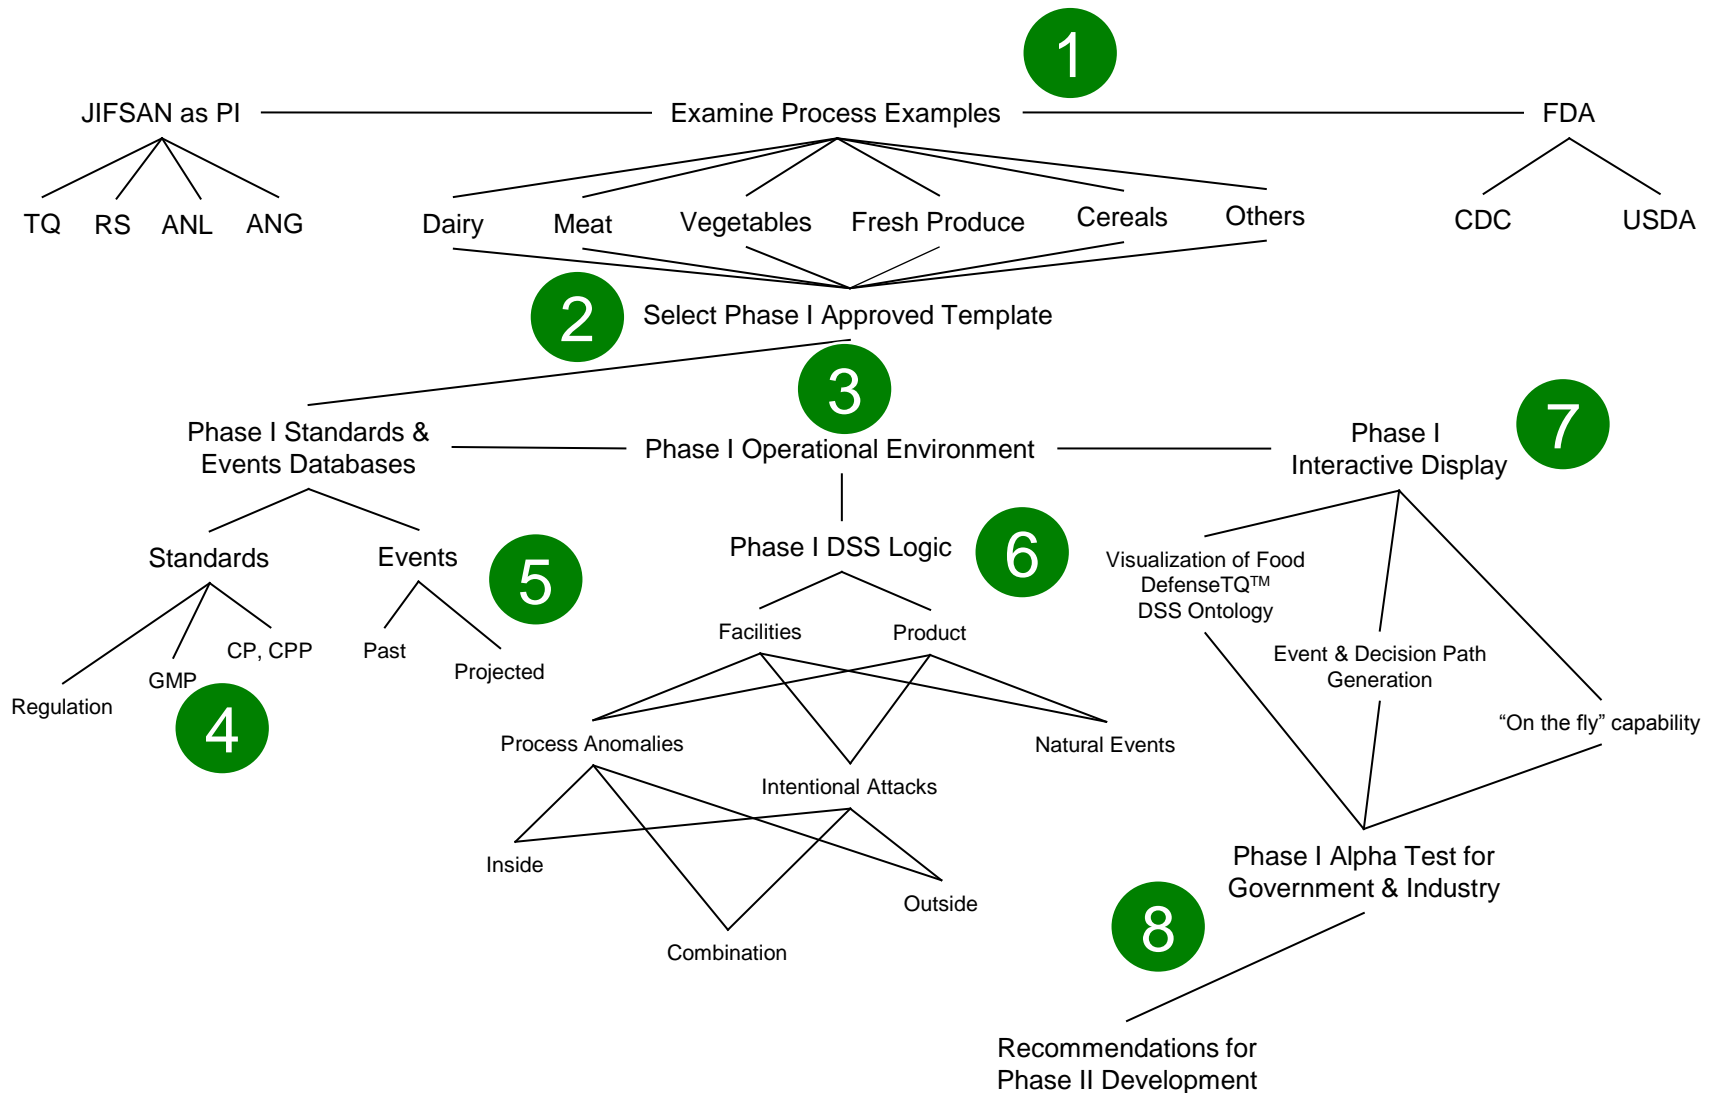 1
JIFSAN as PI
Examine Process Examples
FDA
TQ
RS
ANL
ANG
Dairy
Meat
Vegetables
Fresh Produce
Cereals
Others
CDC
USDA
2
Select Phase I Approved Template
3
Phase I Standards &
Events Databases
Phase I Operational Environment
Phase I
Interactive Display
7
Standards
Events
5
Phase I DSS Logic
6
Visualization of Food
DefenseTQ™
DSS Ontology
Regulation
GMP
CP, CPP
4
Past
Projected
Facilities
Product
Event & Decision Path
Generation
“On the fly” capability
Process Anomalies
Intentional Attacks
Natural Events
Inside
Combination
Outside
Phase I Alpha Test for
Government & Industry
8
Recommendations for
Phase II Development